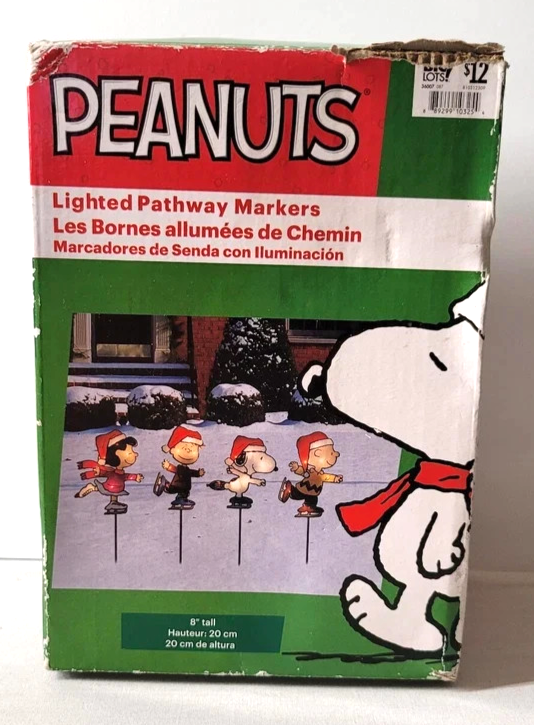 PEANUTS®
LOTS! $12
Lighted Pathway Markers
Les Bornes allumées de Chemin
Marcadores de Senda con Iluminación
8" tall
Hauteur: 20 cm
20 cm de altura